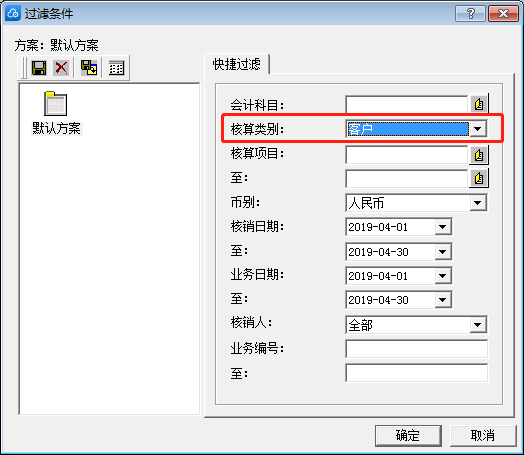 过滤条件
方案: 默认方案
默认方案
快捷过滤
会计科目:
核算类别: 客户
核算项目:
至:
币别: 人民币
核销日期: 2019-04-01
至: 2019-04-30
业务日期: 2019-04-01
至: 2019-04-30
核销人: 全部
业务编号:
至:
确定 取消